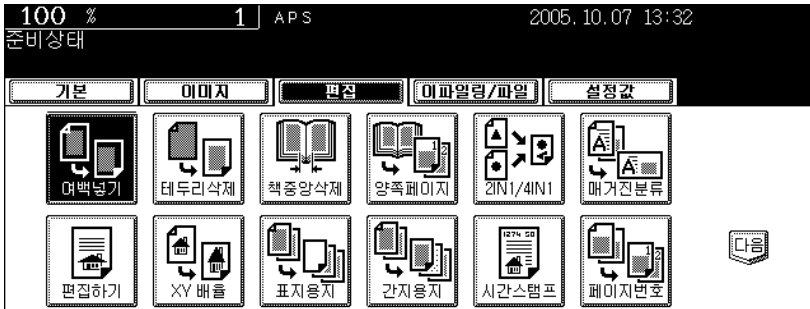 100 % 1 APS 2005.10.07 13:32
준비상태
기본 이미지 편집 이파일링/파일 설정값
여백넣기 테두리삭제 책중앙삭제 양쪽페이지 2IN1/4IN1 매거진분류
편집하기 XY 배율 표지용지 간지용지 시간스탬프 페이지번호 다음